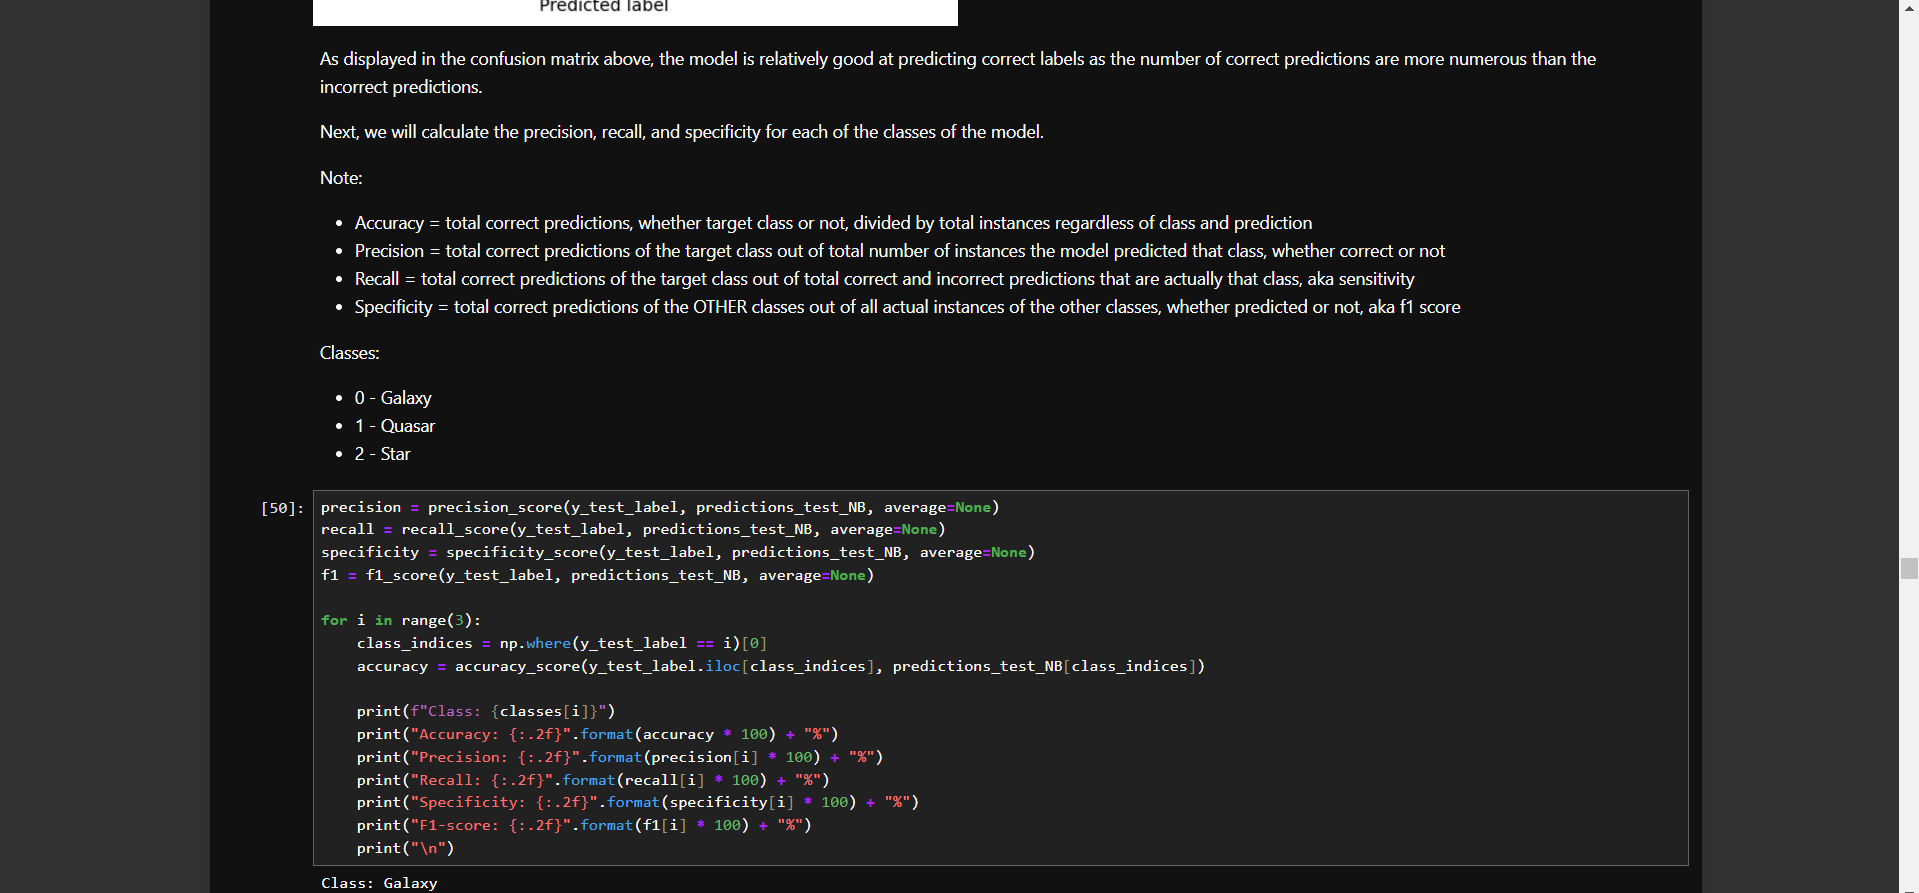 Predicted label
As displayed in the confusion matrix above, the model is relatively good at predicting correct labels as the number of correct predictions are more numerous than the
incorrect predictions.
Next, we will calculate the precision, recall, and specificity for each of the classes of the model.
Note:
• Accuracy = total correct predictions, whether target class or not, divided by total instances regardless of class and prediction
• Precision = total correct predictions of the target class out of total number of instances the model predicted that class, whether correct or not
• Recall = total correct predictions of the target class out of total correct and incorrect predictions that are actually that class, aka sensitivity
• Specificity = total correct predictions of the OTHER classes out of all actual instances of the other classes, whether predicted or not, aka f1 score
Classes:
• 0 - Galaxy
• 1 - Quasar
• 2 - Star
[50]: precision = precision_score(y_test_label, predictions_test_NB, average=None)
recall = recall_score(y_test_label, predictions_test_NB, average=None)
specificity = specificity_score(y_test_label, predictions_test_NB, average=None)
f1 = f1_score(y_test_label, predictions_test_NB, average=None)
for i in range(3):
    class_indices = np.where(y_test_label == i)[0]
    accuracy = accuracy_score(y_test_label.iloc[class_indices], predictions_test_NB[class_indices])
    print(f"Class: {classes[i]}")
    print("Accuracy: {:.2f}".format(accuracy * 100) + "%")
    print("Precision: {:.2f}".format(precision[i] * 100) + "%")
    print("Recall: {:.2f}".format(recall[i] * 100) + "%")
    print("Specificity: {:.2f}".format(specificity[i] * 100) + "%")
    print("F1-score: {:.2f}".format(f1[i] * 100) + "%")
    print("\n")
Class: Galaxy